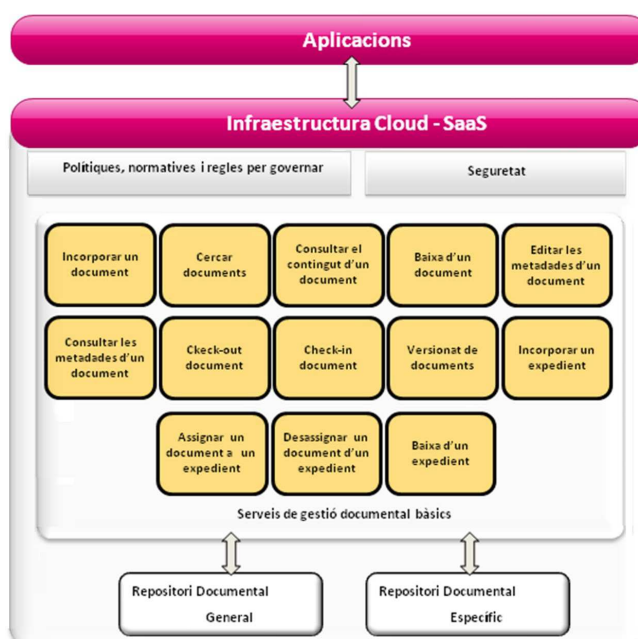 Aplicacions
Infraestructura Cloud - SaaS
Polítiques, normatives i regles per governar
Seguretat
Incorporar un
document
Cercar
documents
Consultar el
contingut d'un
document
Baixa d'un
document
Editar les
metadades d'un
document
Consultar les
metadades d'un
document
Ckeck-out
document
Check-in
document
Versionat de
documents
Incorporar un
expedient
Assignar un
document a un
expedient
Desassignar un
document d'un
expedient
Baixa d'un
expedient
Serveis de gestió documental bàsics
Repositori Documental
General
Repositori Documental
Específic